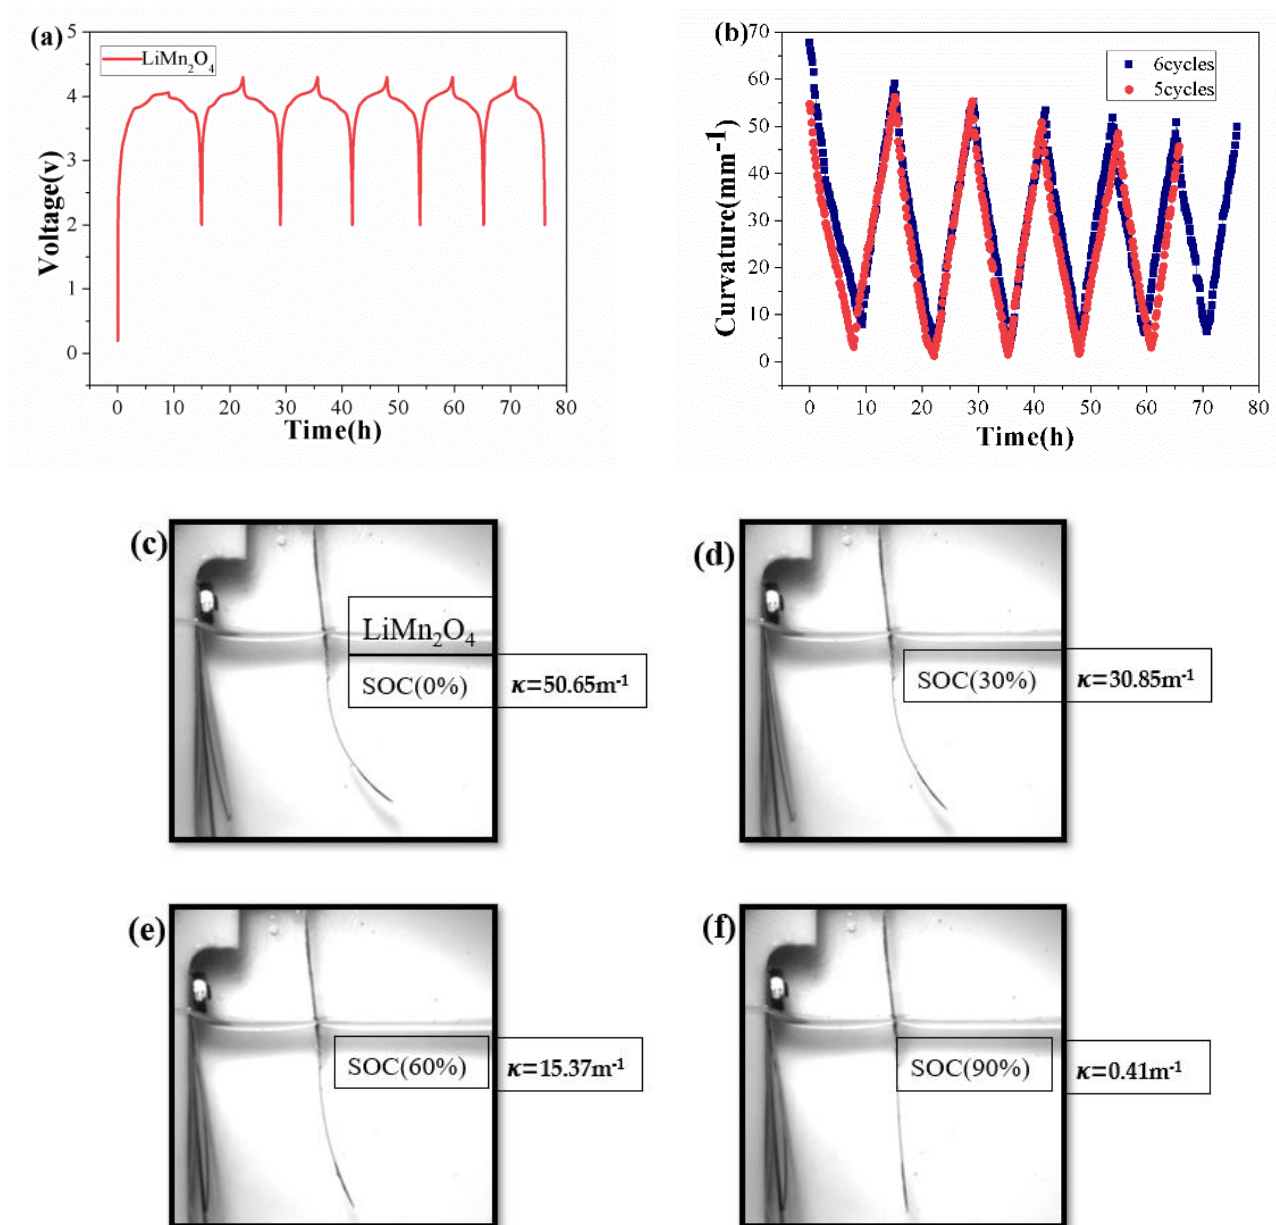 (a)
LiMn₂O₄
Voltage(v)
5
4
3
2
1
0
0 10 20 30 40 50 60 70 80
Time(h)
(b)
6cycles
5cycles
Curvature(mm⁻¹)
70
60
50
40
30
20
10
0
0 10 20 30 40 50 60 70 80
Time(h)
(c)
LiMn₂O₄
SOC(0%) κ=50.65m⁻¹
(d)
SOC(30%) κ=30.85m⁻¹
(e)
SOC(60%) κ=15.37m⁻¹
(f)
SOC(90%) κ=0.41m⁻¹